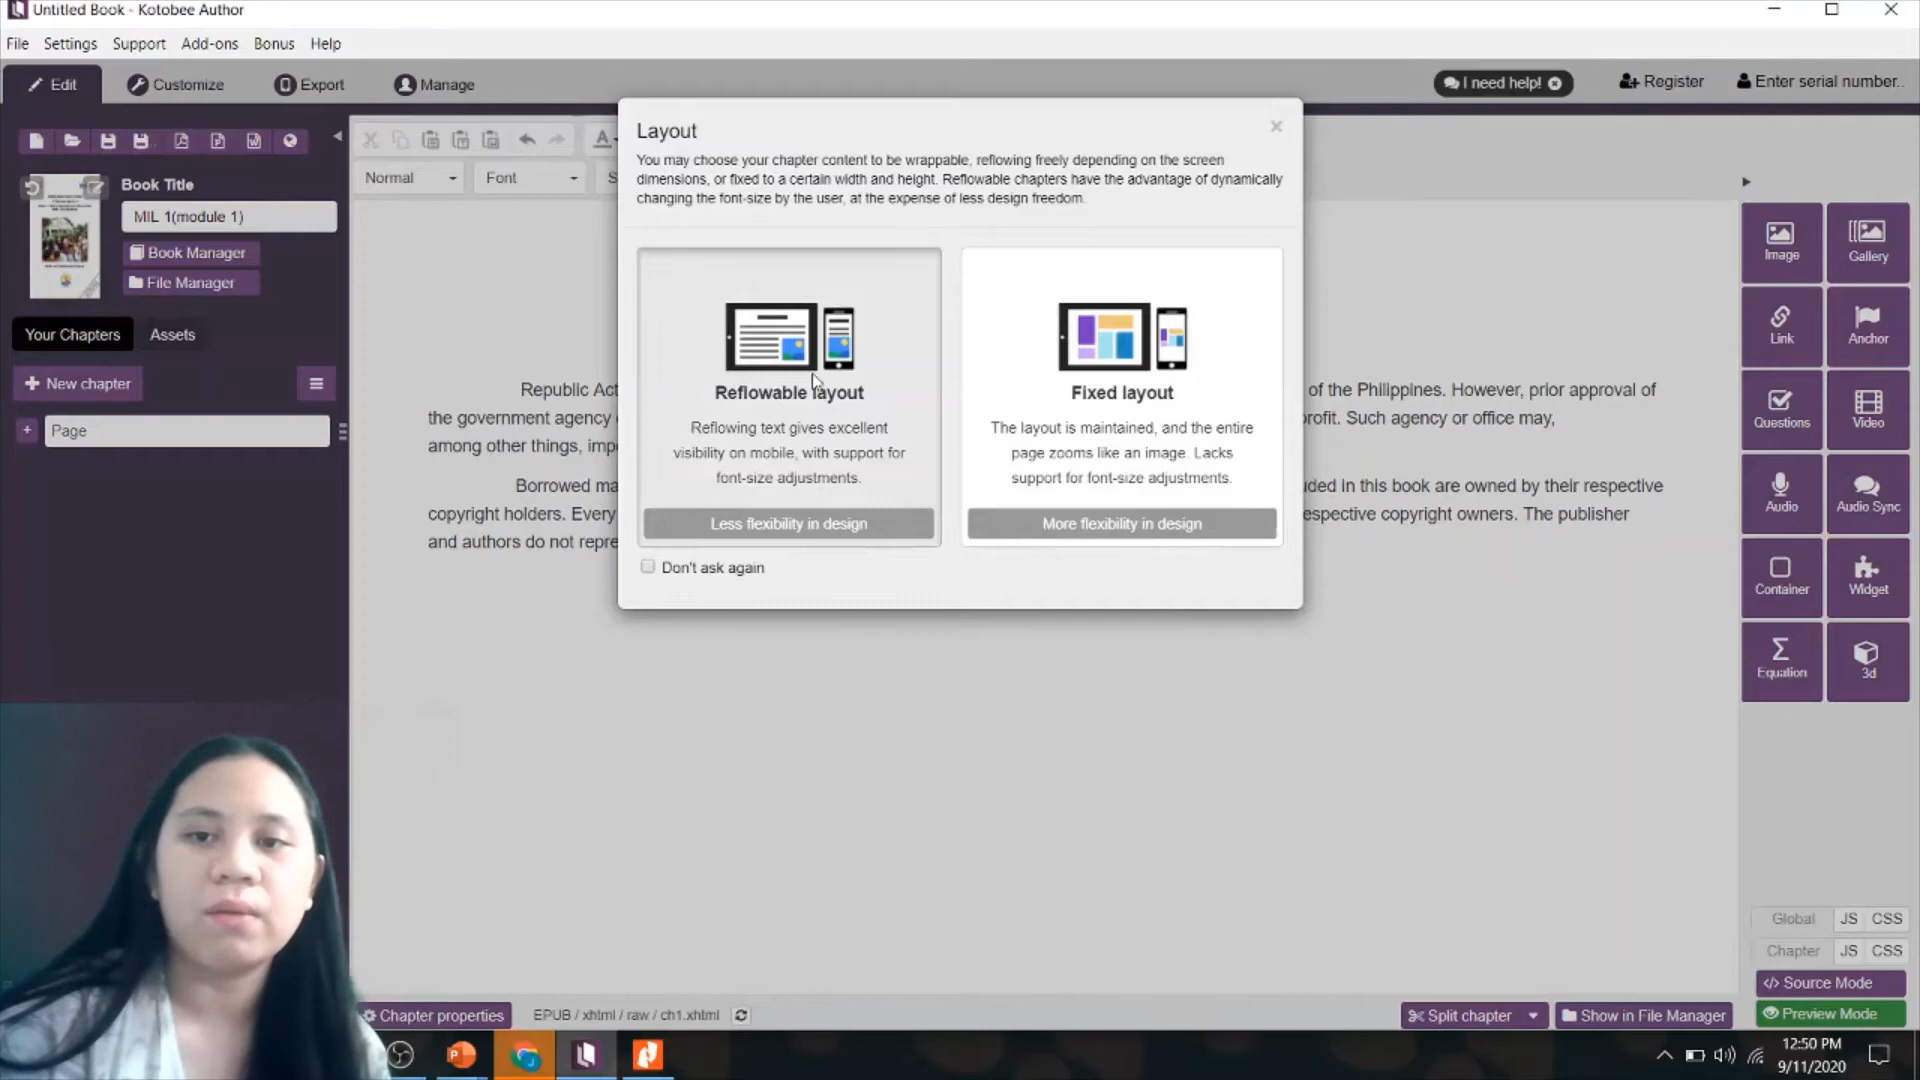 Untitled Book - Kotobee Author
File Settings Support Add-ons Bonus Help
Edit Customize Export Manage
I need help! Register Enter serial number..
Layout
You may choose your chapter content to be wrappable, reflowing freely depending on the screen
dimensions, or fixed to a certain width and height. Reflowable chapters have the advantage of dynamically
changing the font-size by the user, at the expense of less design freedom.
Book Title
MIL 1(module 1)
Book Manager
File Manager
Your Chapters Assets
New chapter
Page
Normal Font
Republic Act
of the Philippines. However, prior approval of
the government agency
Such agency or office may,
among other things,
Borrowed
in this book are owned by their respective
copyright holders. Every
copyright owners. The publisher
and authors do not
Reflowable layout
Reflowing text gives excellent
visibility on mobile, with support for
font-size adjustments.
Less flexibility in design
Fixed layout
The layout is maintained, and the entire
page zooms like an image. Lacks
support for font-size adjustments.
More flexibility in design
Don't ask again
Image Gallery
Link Anchor
Questions Video
Audio Audio Sync
Container Widget
Equation 3d
Global JS CSS
Chapter JS CSS
Source Mode
Preview Mode
Chapter properties EPUB / xhtml / raw / ch1.xhtml
Split chapter Show in File Manager
12:50 PM
9/11/2020